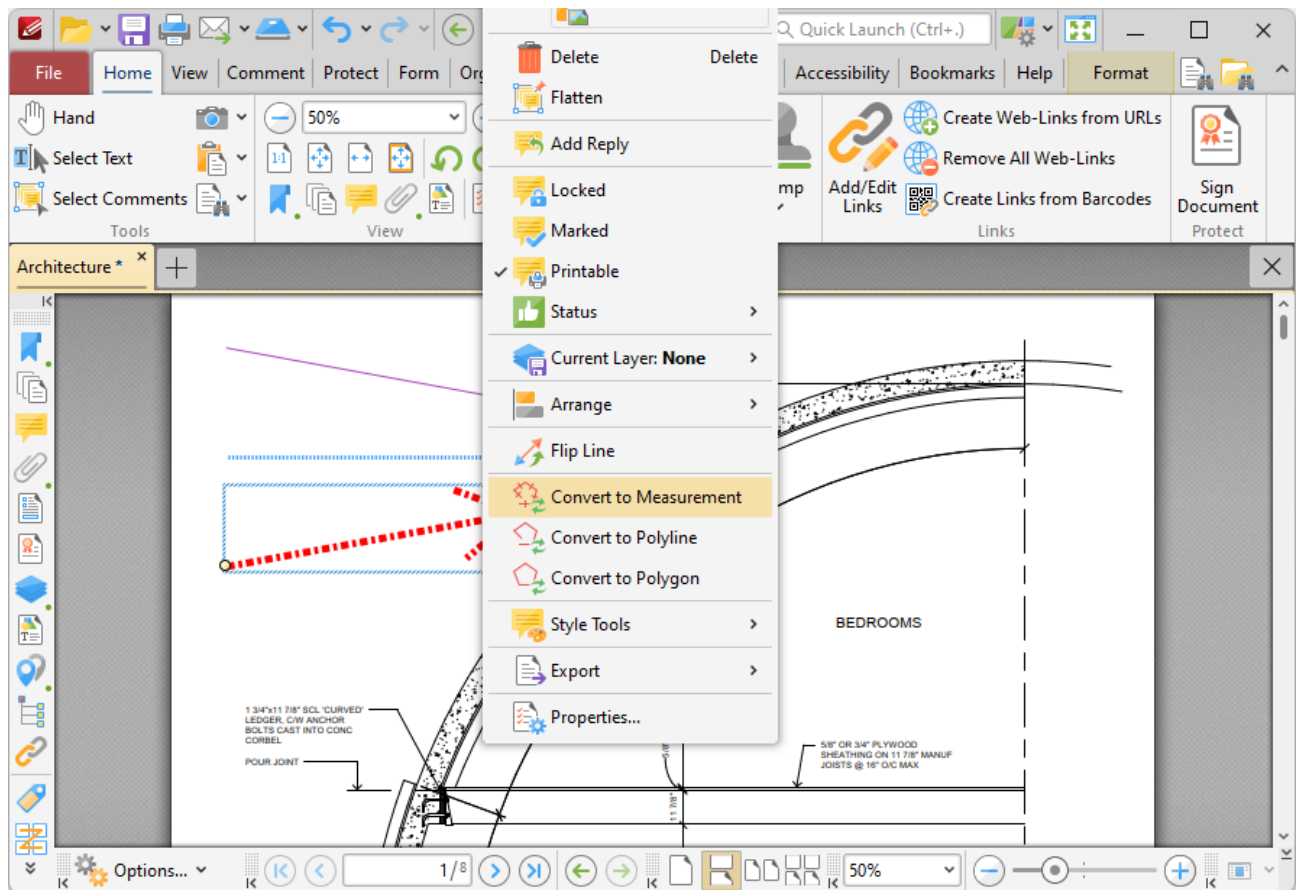 Quick Launch (Ctrl+.)
File Home View Comment Protect Form Accessibility Bookmarks Help Format
Hand
Select Text
Select Comments
Tools
50%
1:1
View
Add/Edit
Links
Create Web-Links from URLs
Remove All Web-Links
Create Links from Barcodes
Links
Sign
Document
Protect
Architecture *
Delete Delete
Flatten
Add Reply
Locked
Marked
Printable
Status
Current Layer: None
Arrange
Flip Line
Convert to Measurement
Convert to Polyline
Convert to Polygon
Style Tools
Export
Properties...
BEDROOMS
1 3/4"x11 7/8" SCL 'CURVED'
LEDGER, C/W ANCHOR
BOLTS CAST INTO CONC
CORBEL
POUR JOINT
5/8" OR 3/4" PLYWOOD
SHEATHING ON 11 7/8" MANUF
JOISTS @ 16" O/C MAX
11 7/8"
Options...
1/8
50%